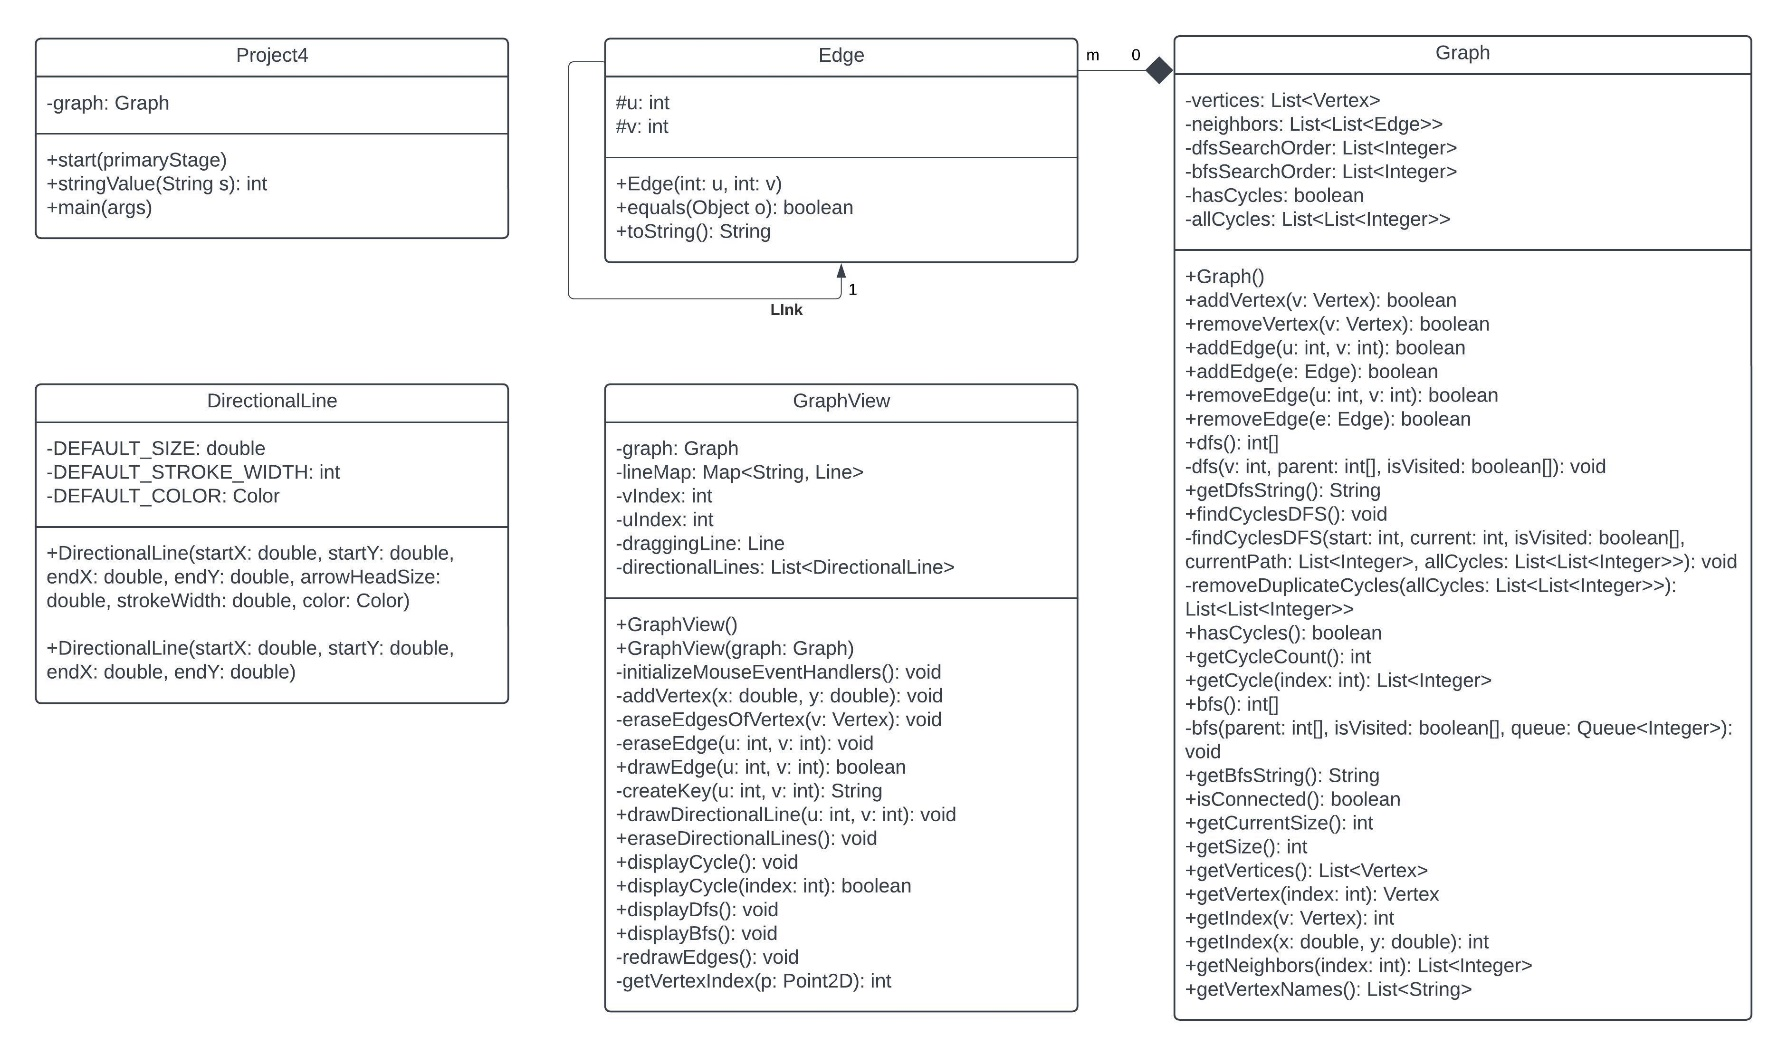 Project4
-graph: Graph
+start(primaryStage)
+stringValue(String s): int
+main(args)
Edge
#u: int
#v: int
+Edge(int: u, int: v)
+equals(Object o): boolean
+toString(): String
1
LInk
m
0
Graph
-vertices: List<Vertex>
-neighbors: List<List<Edge>>
-dfsSearchOrder: List<Integer>
-bfsSearchOrder: List<Integer>
-hasCycles: boolean
-allCycles: List<List<Integer>>
+Graph()
+addVertex(v: Vertex): boolean
+removeVertex(v: Vertex): boolean
+addEdge(u: int, v: int): boolean
+addEdge(e: Edge): boolean
+removeEdge(u: int, v: int): boolean
+removeEdge(e: Edge): boolean
+dfs(): int[]
-dfs(v: int, parent: int[], isVisited: boolean[]): void
+getDfsString(): String
+findCyclesDFS(): void
-findCyclesDFS(start: int, current: int, isVisited: boolean[],
currentPath: List<Integer>, allCycles: List<List<Integer>>): void
-removeDuplicateCycles(allCycles: List<List<Integer>>):
List<List<Integer>>
+hasCycles(): boolean
+getCycleCount(): int
+getCycle(index: int): List<Integer>
+bfs(): int[]
-bfs(parent: int[], isVisited: boolean[], queue: Queue<Integer>):
void
+getBfsString(): String
+isConnected(): boolean
+getCurrentSize(): int
+getSize(): int
+getVertices(): List<Vertex>
+getVertex(index: int): Vertex
+getIndex(v: Vertex): int
+getIndex(x: double, y: double): int
+getNeighbors(index: int): List<Integer>
+getVertexNames(): List<String>
DirectionalLine
-DEFAULT_SIZE: double
-DEFAULT_STROKE_WIDTH: int
-DEFAULT_COLOR: Color
+DirectionalLine(startX: double, startY: double,
endX: double, endY: double, arrowHeadSize:
double, strokeWidth: double, color: Color)
+DirectionalLine(startX: double, startY: double,
endX: double, endY: double)
GraphView
-graph: Graph
-lineMap: Map<String, Line>
-vIndex: int
-uIndex: int
-draggingLine: Line
-directionalLines: List<DirectionalLine>
+GraphView()
+GraphView(graph: Graph)
-initializeMouseEventHandlers(): void
-addVertex(x: double, y: double): void
-eraseEdgesOfVertex(v: Vertex): void
-eraseEdge(u: int, v: int): void
+drawEdge(u: int, v: int): boolean
-createKey(u: int, v: int): String
+drawDirectionalLine(u: int, v: int): void
+eraseDirectionalLines(): void
+displayCycle(): void
+displayCycle(index: int): boolean
+displayDfs(): void
+displayBfs(): void
-redrawEdges(): void
-getVertexIndex(p: Point2D): int